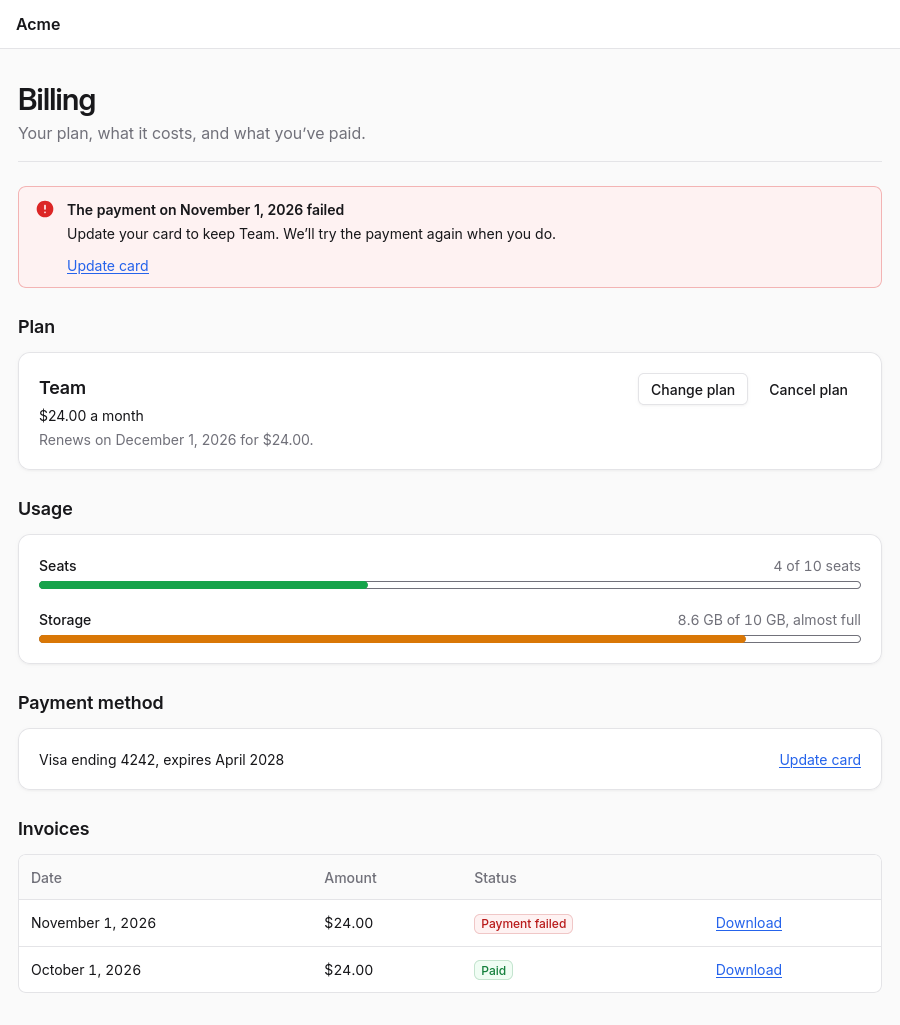 Acme
Billing
Your plan, what it costs, and what you’ve paid.
The payment on November 1, 2026 failed
Update your card to keep Team. We’ll try the payment again when you do.
Update card
Plan
Team
Change plan
Cancel plan
$24.00 a month
Renews on December 1, 2026 for $24.00.
Usage
Seats
4 of 10 seats
Storage
8.6 GB of 10 GB, almost full
Payment method
Visa ending 4242, expires April 2028
Update card
Invoices
Date Amount Status
November 1, 2026 $24.00 Payment failed Download
October 1, 2026 $24.00 Paid Download